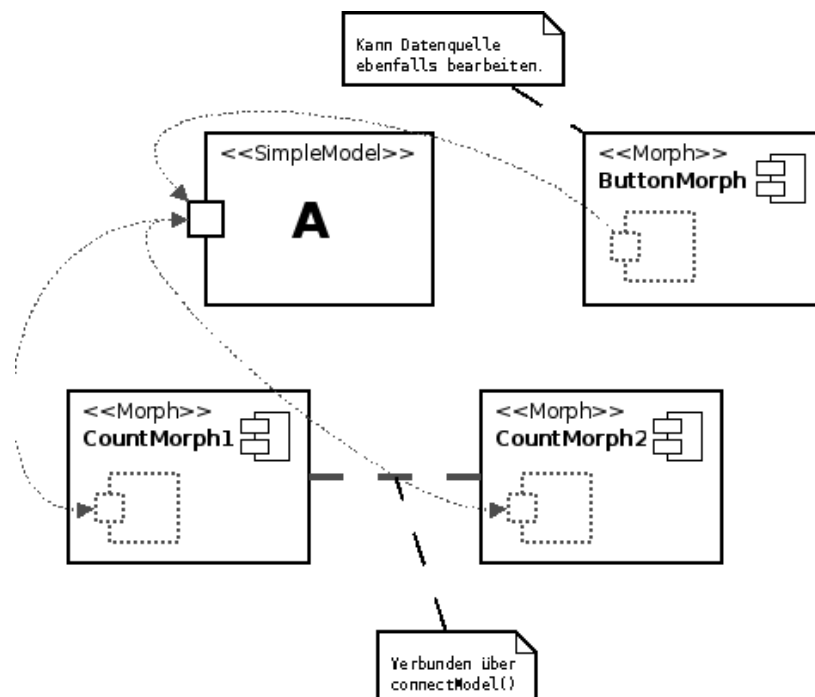 Kann Datenquelle
ebenfalls bearbeiten.
<<SimpleModel>>
A
<<Morph>>
ButtonMorph
<<Morph>>
CountMorph1
<<Morph>>
CountMorph2
Verbunden über
connectModel()